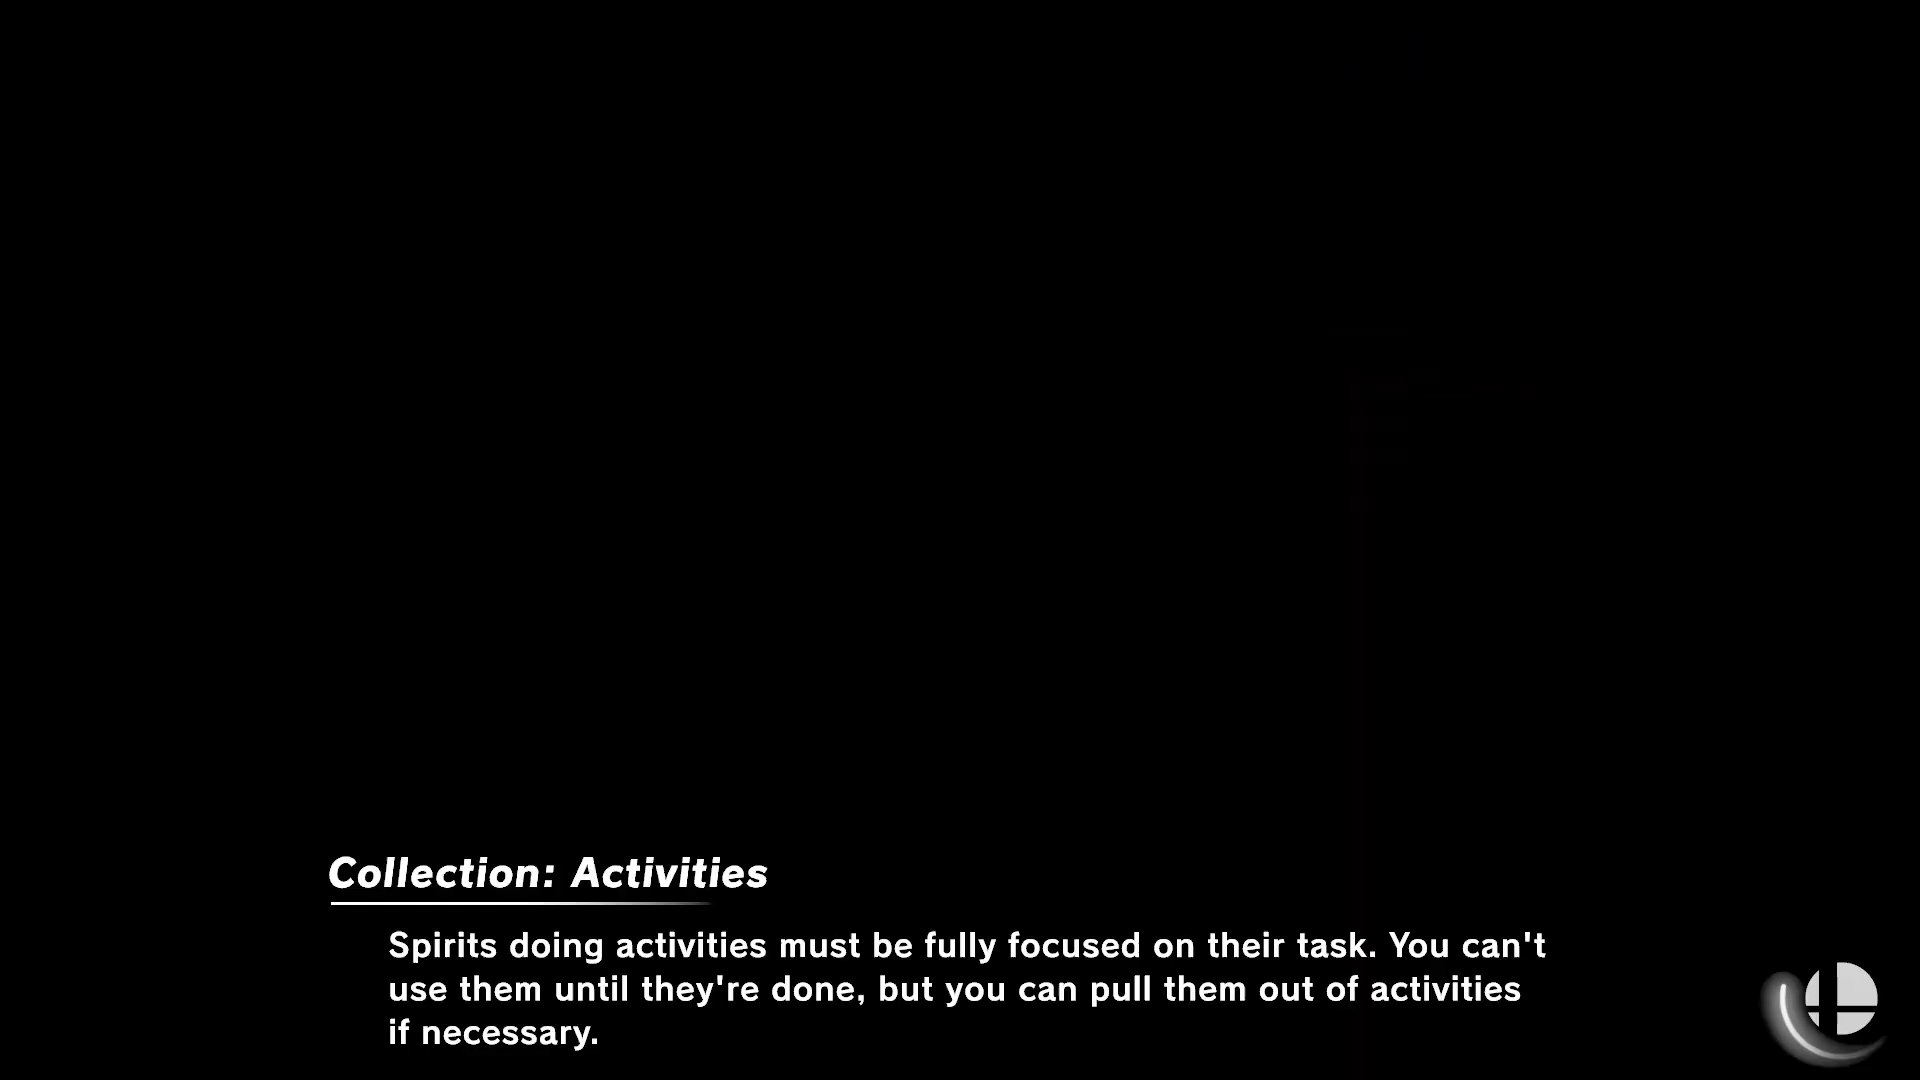 Collection: Activities
Spirits doing activities must be fully focused on their task. You can't
use them until they're done, but you can pull them out of activities
if necessary.